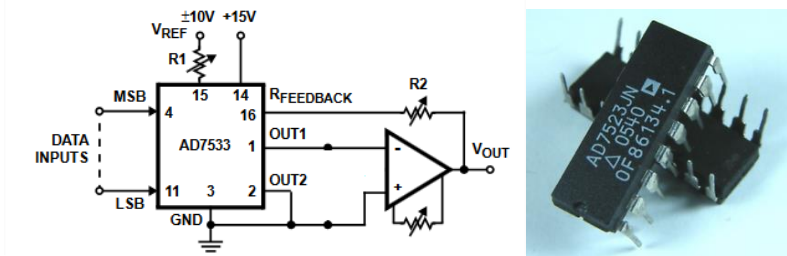 ±10V +15V
VREF
R1
15 14
MSB 4 16 RFEEDBACK R2
DATA
INPUTS
AD7533 1 OUT1 - VOUT
11 3 2 OUT2 +
LSB GND
AD7523JN
0540
0F86134.1